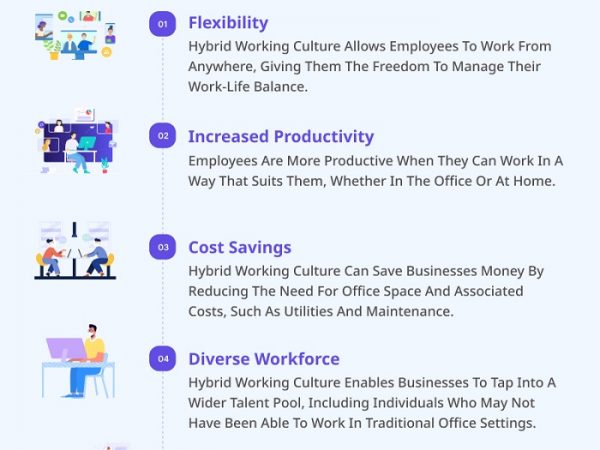 01
Flexibility
Hybrid Working Culture Allows Employees To Work From
Anywhere, Giving Them The Freedom To Manage Their
Work-Life Balance.
02
Increased Productivity
Employees Are More Productive When They Can Work In A
Way That Suits Them, Whether In The Office Or At Home.
03
Cost Savings
Hybrid Working Culture Can Save Businesses Money By
Reducing The Need For Office Space And Associated
Costs, Such As Utilities And Maintenance.
04
Diverse Workforce
Hybrid Working Culture Enables Businesses To Tap Into A
Wider Talent Pool, Including Individuals Who May Not
Have Been Able To Work In Traditional Office Settings.